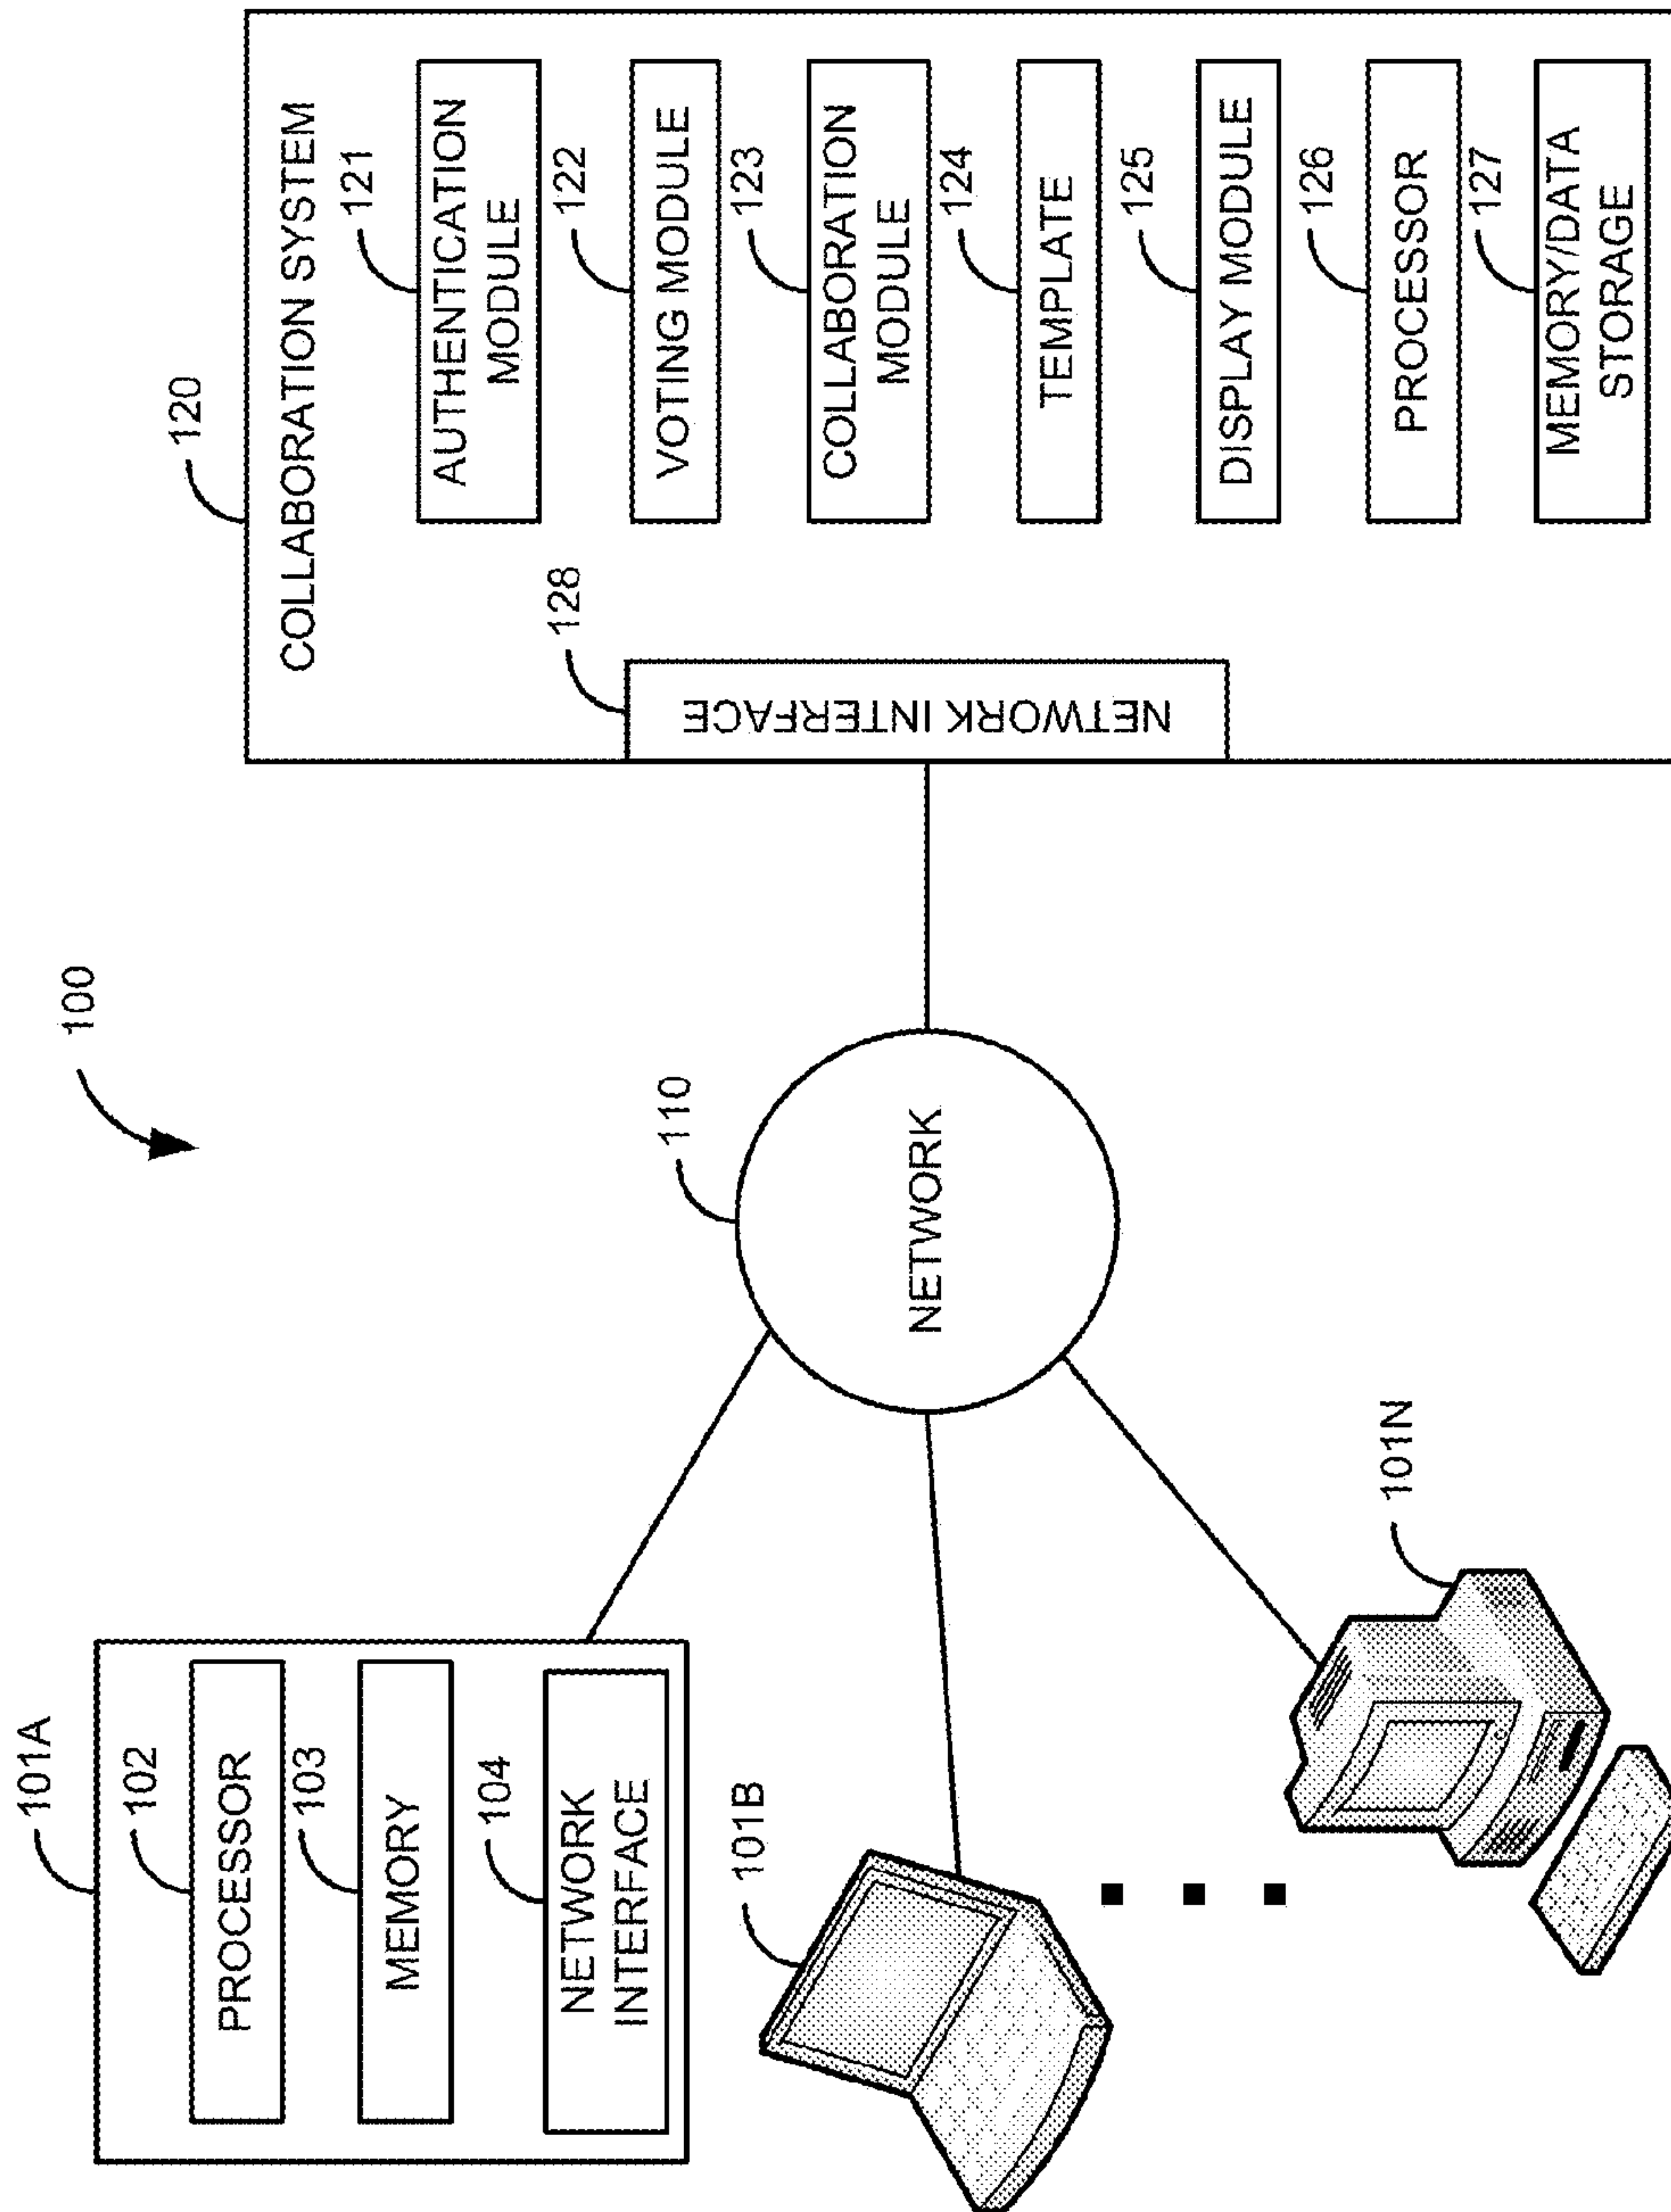 100
101A
102
PROCESSOR
103
MEMORY
104
NETWORK
INTERFACE
101B
101N
110
NETWORK
120
COLLABORATION SYSTEM
128
NETWORK INTERFACE
121
AUTHENTICATION
MODULE
122
VOTING MODULE
123
COLLABORATION
MODULE
124
TEMPLATE
125
DISPLAY MODULE
126
PROCESSOR
127
MEMORY/DATA
STORAGE